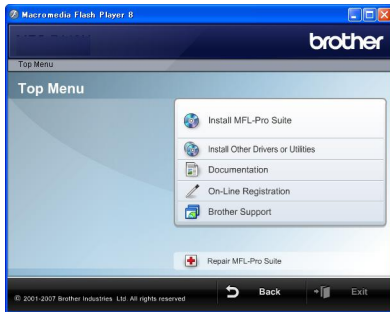 Macromedia Flash Player 8
brother
Top Menu
Top Menu
Install MFL-Pro Suite
Install Other Drivers or Utilities
Documentation
On-Line Registration
Brother Support
Repair MFL-Pro Suite
© 2001-2007 Brother Industries Ltd. All rights reserved
Back
Exit